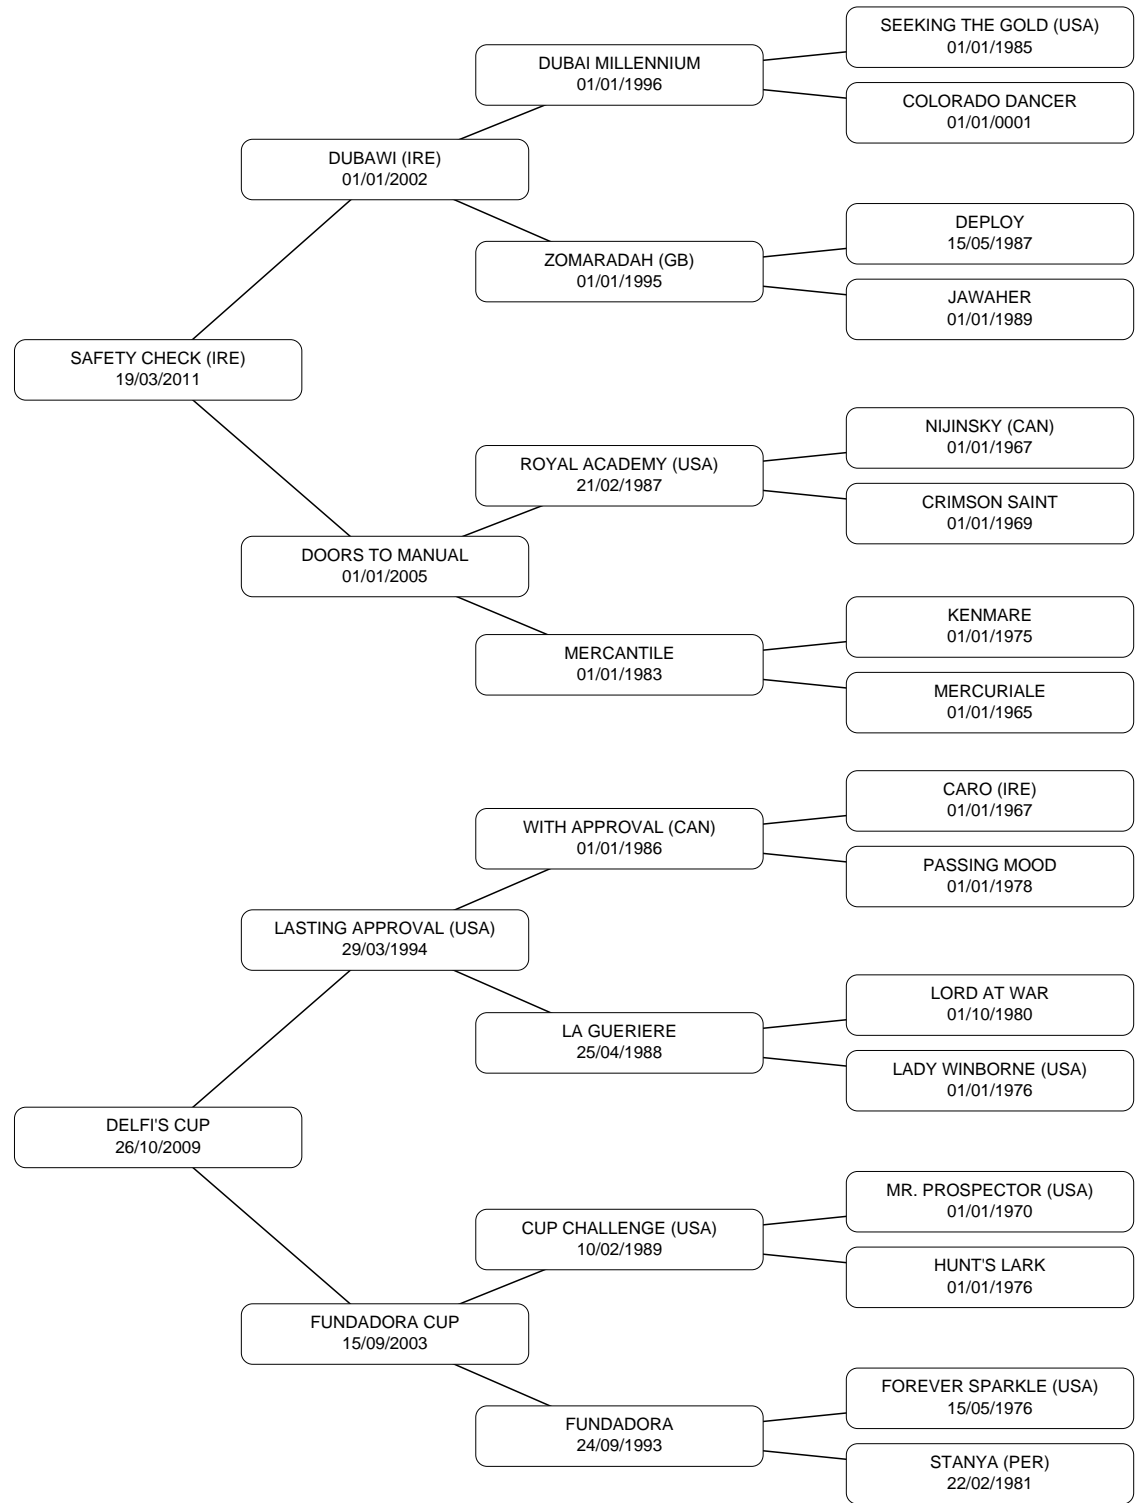 SEEKING THE GOLD (USA)
01/01/1985
DUBAI MILLENNIUM
01/01/1996
COLORADO DANCER
01/01/0001
DUBAWI (IRE)
01/01/2002
DEPLOY
15/05/1987
ZOMARADAH (GB)
01/01/1995
JAWAHER
01/01/1989
SAFETY CHECK (IRE)
19/03/2011
NIJINSKY (CAN)
01/01/1967
ROYAL ACADEMY (USA)
21/02/1987
CRIMSON SAINT
01/01/1969
DOORS TO MANUAL
01/01/2005
KENMARE
01/01/1975
MERCANTILE
01/01/1983
MERCURIALE
01/01/1965
CARO (IRE)
01/01/1967
WITH APPROVAL (CAN)
01/01/1986
PASSING MOOD
01/01/1978
LASTING APPROVAL (USA)
29/03/1994
LORD AT WAR
01/10/1980
LA GUERIERE
25/04/1988
LADY WINBORNE (USA)
01/01/1976
DELFI'S CUP
26/10/2009
MR. PROSPECTOR (USA)
01/01/1970
CUP CHALLENGE (USA)
10/02/1989
HUNT'S LARK
01/01/1976
FUNDADORA CUP
15/09/2003
FOREVER SPARKLE (USA)
15/05/1976
FUNDADORA
24/09/1993
STANYA (PER)
22/02/1981